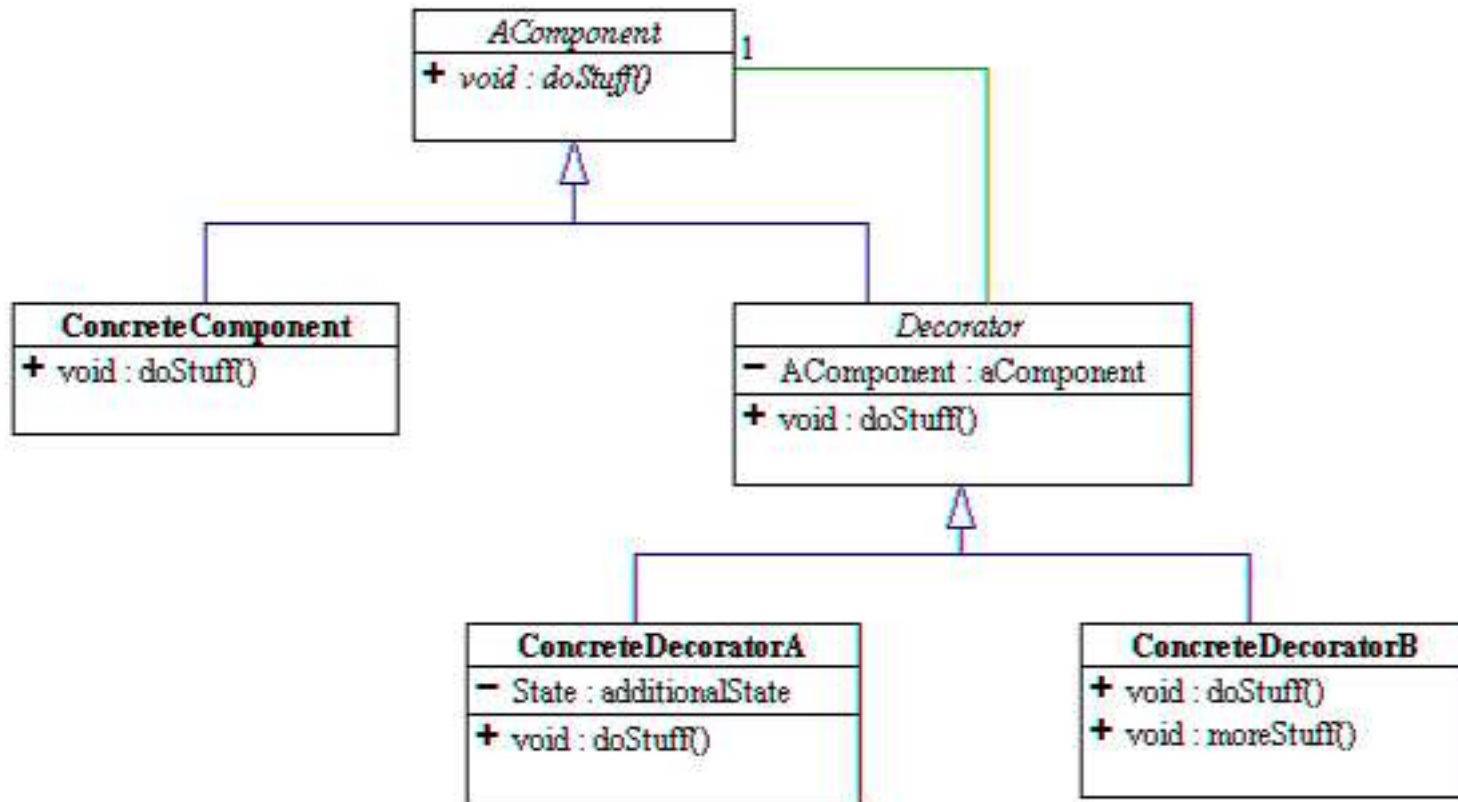 AComponent
+ void : doStuff()
1
ConcreteComponent
+ void : doStuff()
Decorator
- AComponent : aComponent
+ void : doStuff()
ConcreteDecoratorA
- State : additionalState
+ void : doStuff()
ConcreteDecoratorB
+ void : doStuff()
+ void : moreStuff()